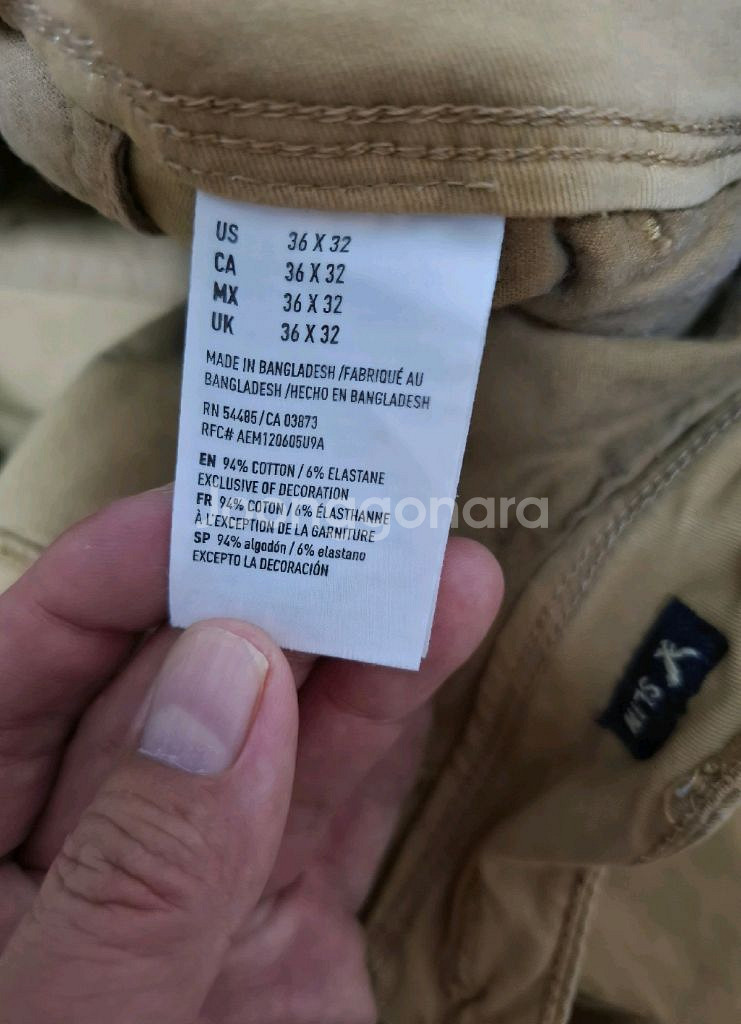 US 36 X 32
CA 36 X 32
MX 36 X 32
UK 36 X 32
MADE IN BANGLADESH /FABRIQUÉ AU
BANGLADESH /HECHO EN BANGLADESH
RN 54485/CA 03873
RFC# AEM120605U9A
EN 94% COTTON / 6% ELASTANE
EXCLUSIVE OF DECORATION
FR 94% COTON / 6% ÉLASTHANNE
À L'EXCEPTION DE LA GARNITURE
SP 94% algodón / 6% elastano
EXCEPTO LA DECORACIÓN
Joonggonara
SLIM X